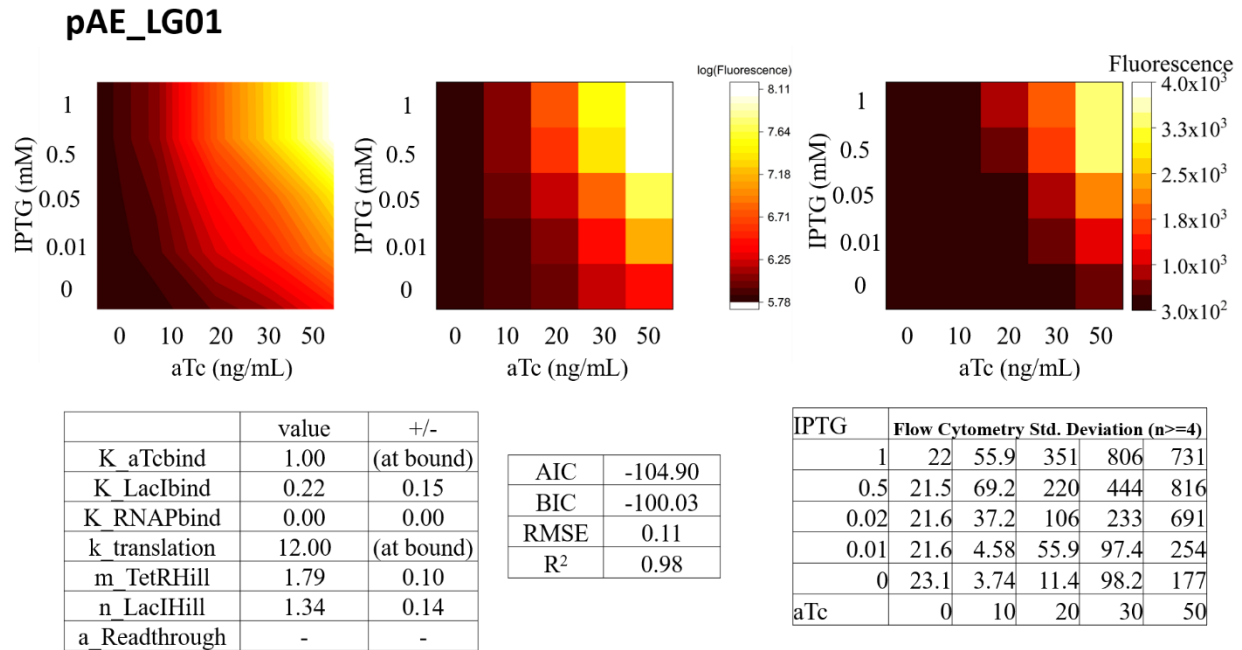 pAE_LG01
IPTG (mM)
1
0.5
0.05
0.01
0
0 10 20 30 50
aTc (ng/mL)
IPTG (mM)
1
0.5
0.05
0.01
0
0 10 20 30 50
aTc (ng/mL)
log(Fluorescence)
8.11
7.64
7.18
6.71
6.25
5.78
IPTG (mM)
1
0.5
0.05
0.01
0
0 10 20 30 50
aTc (ng/mL)
Fluorescence
4.0x10³
3.3x10³
2.5x10³
1.8x10³
1.0x10³
3.0x10²
value +/-
K_aTcbind 1.00 (at bound)
K_LacIbind 0.22 0.15
K_RNAPbind 0.00 0.00
k_translation 12.00 (at bound)
m_TetRHill 1.79 0.10
n_LacIHill 1.34 0.14
a_Readthrough - -
AIC -104.90
BIC -100.03
RMSE 0.11
R² 0.98
IPTG Flow Cytometry Std. Deviation (n>=4)
1 22 55.9 351 806 731
0.5 21.5 69.2 220 444 816
0.02 21.6 37.2 106 233 691
0.01 21.6 4.58 55.9 97.4 254
0 23.1 3.74 11.4 98.2 177
aTc 0 10 20 30 50